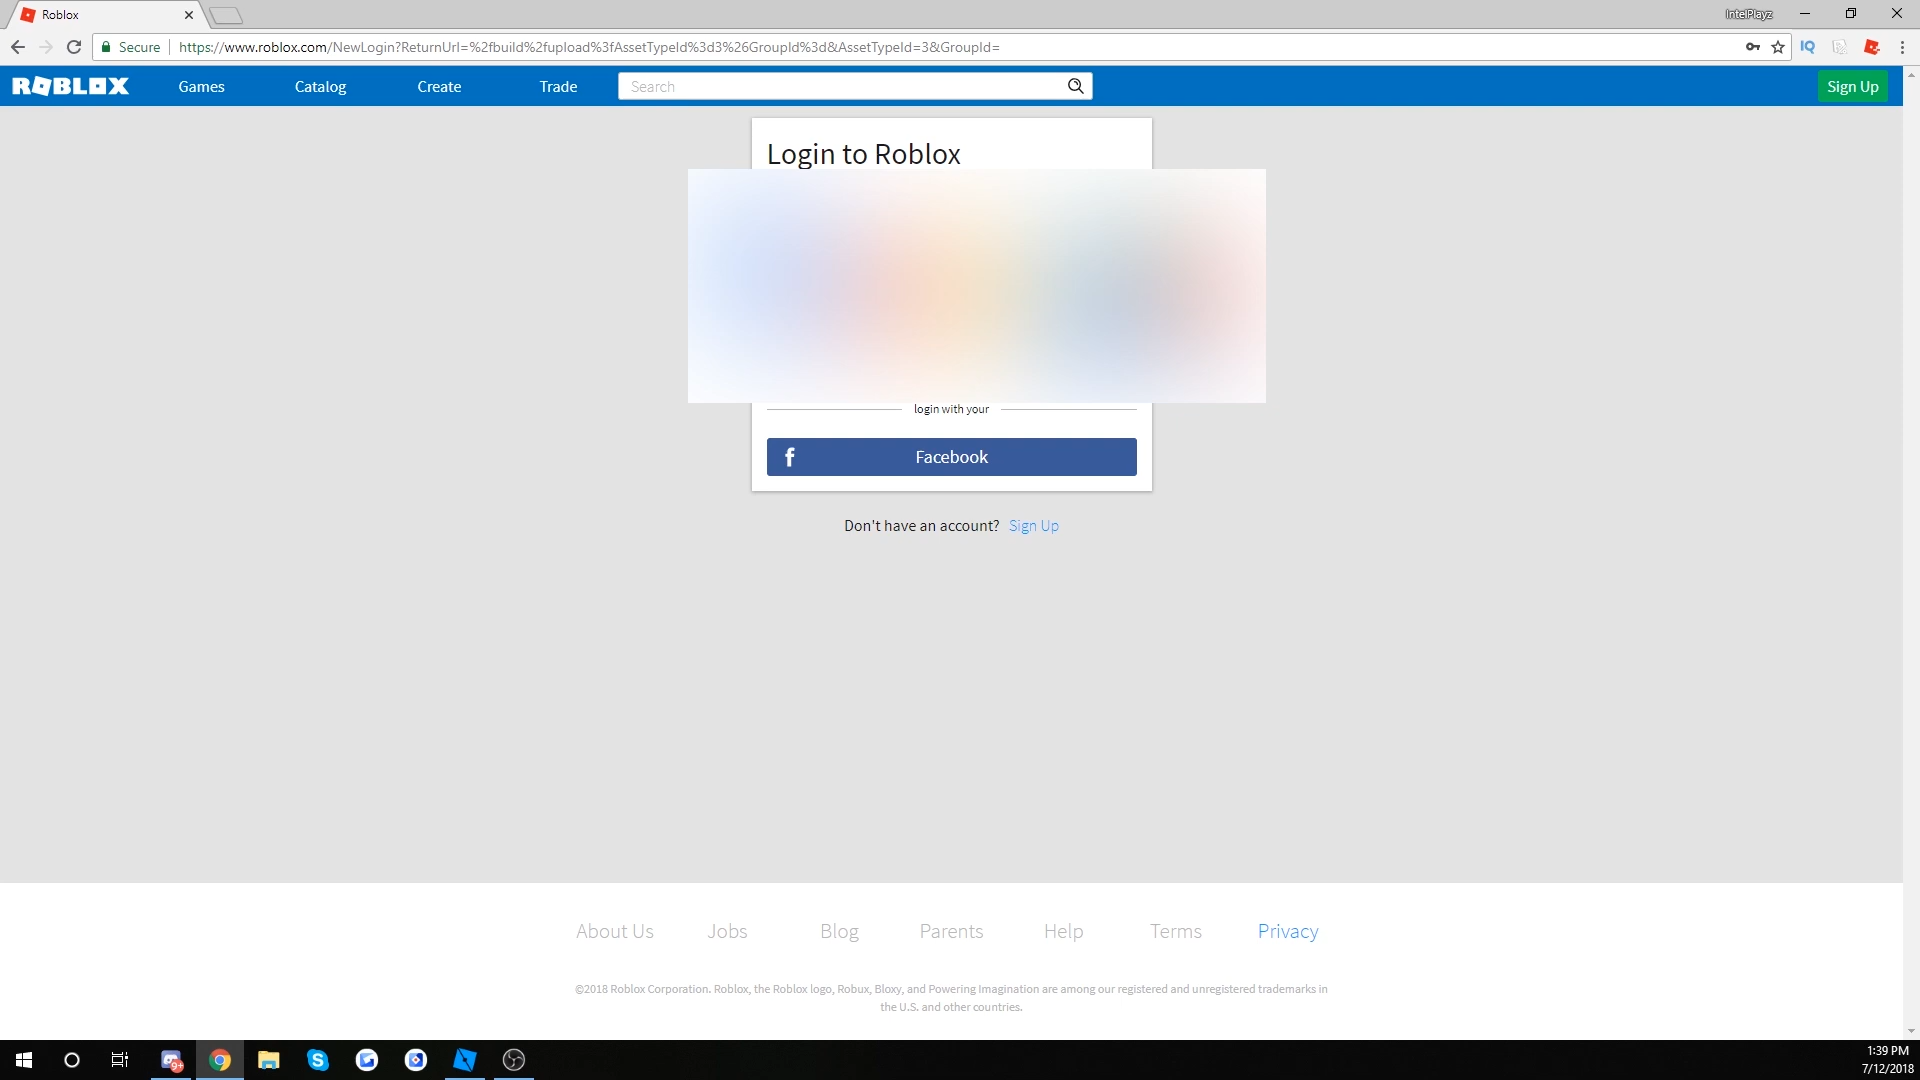 Roblox
IntelPlayz
Secure https://www.roblox.com/NewLogin?ReturnUrl=%2fbuild%2fupload%3fAssetTypeId%3d3%26GroupId%3d&AssetTypeId=3&GroupId=
IQ
ROBLOX Games Catalog Create Trade Search Sign Up
Login to Roblox
login with your
f Facebook
Don't have an account? Sign Up
About Us Jobs Blog Parents Help Terms Privacy
©2018 Roblox Corporation. Roblox, the Roblox logo, Robux, Bloxy, and Powering Imagination are among our registered and unregistered trademarks in
the U.S. and other countries.
9+
1:39 PM
7/12/2018